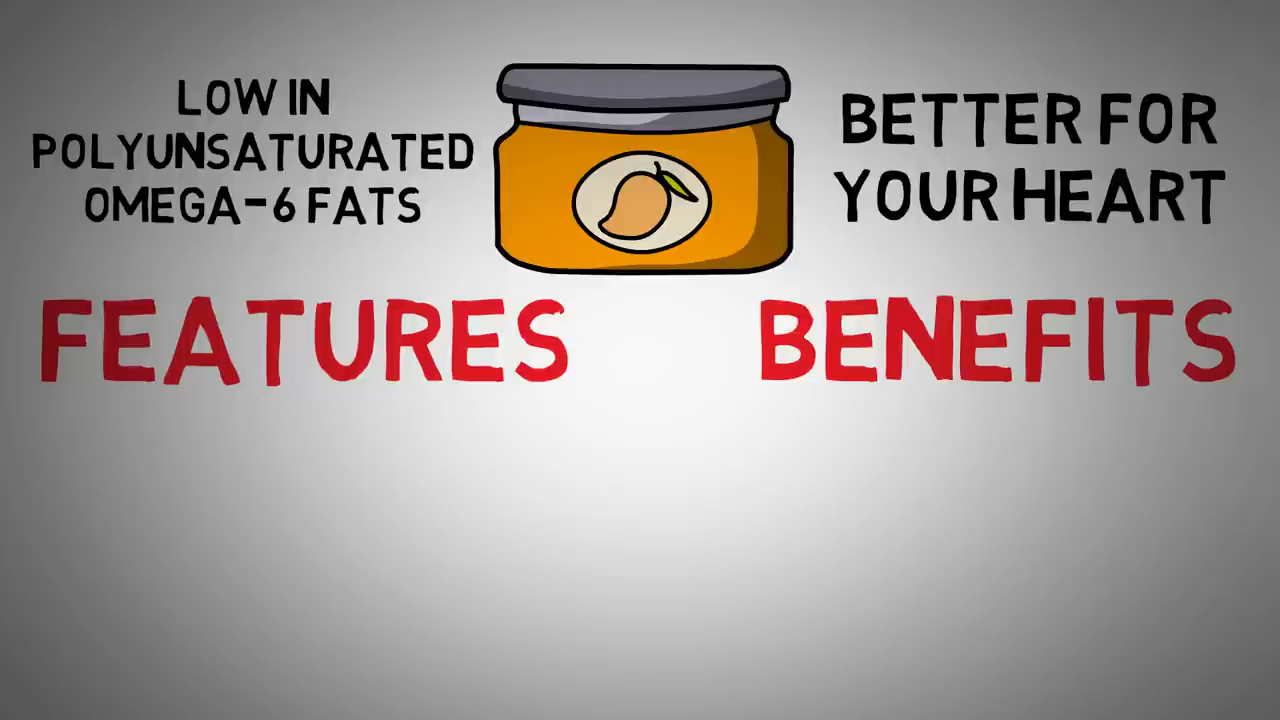 LOW IN
POLYUNSATURATED
OMEGA-6 FATS
BETTER FOR
YOUR HEART
FEATURES
BENEFITS